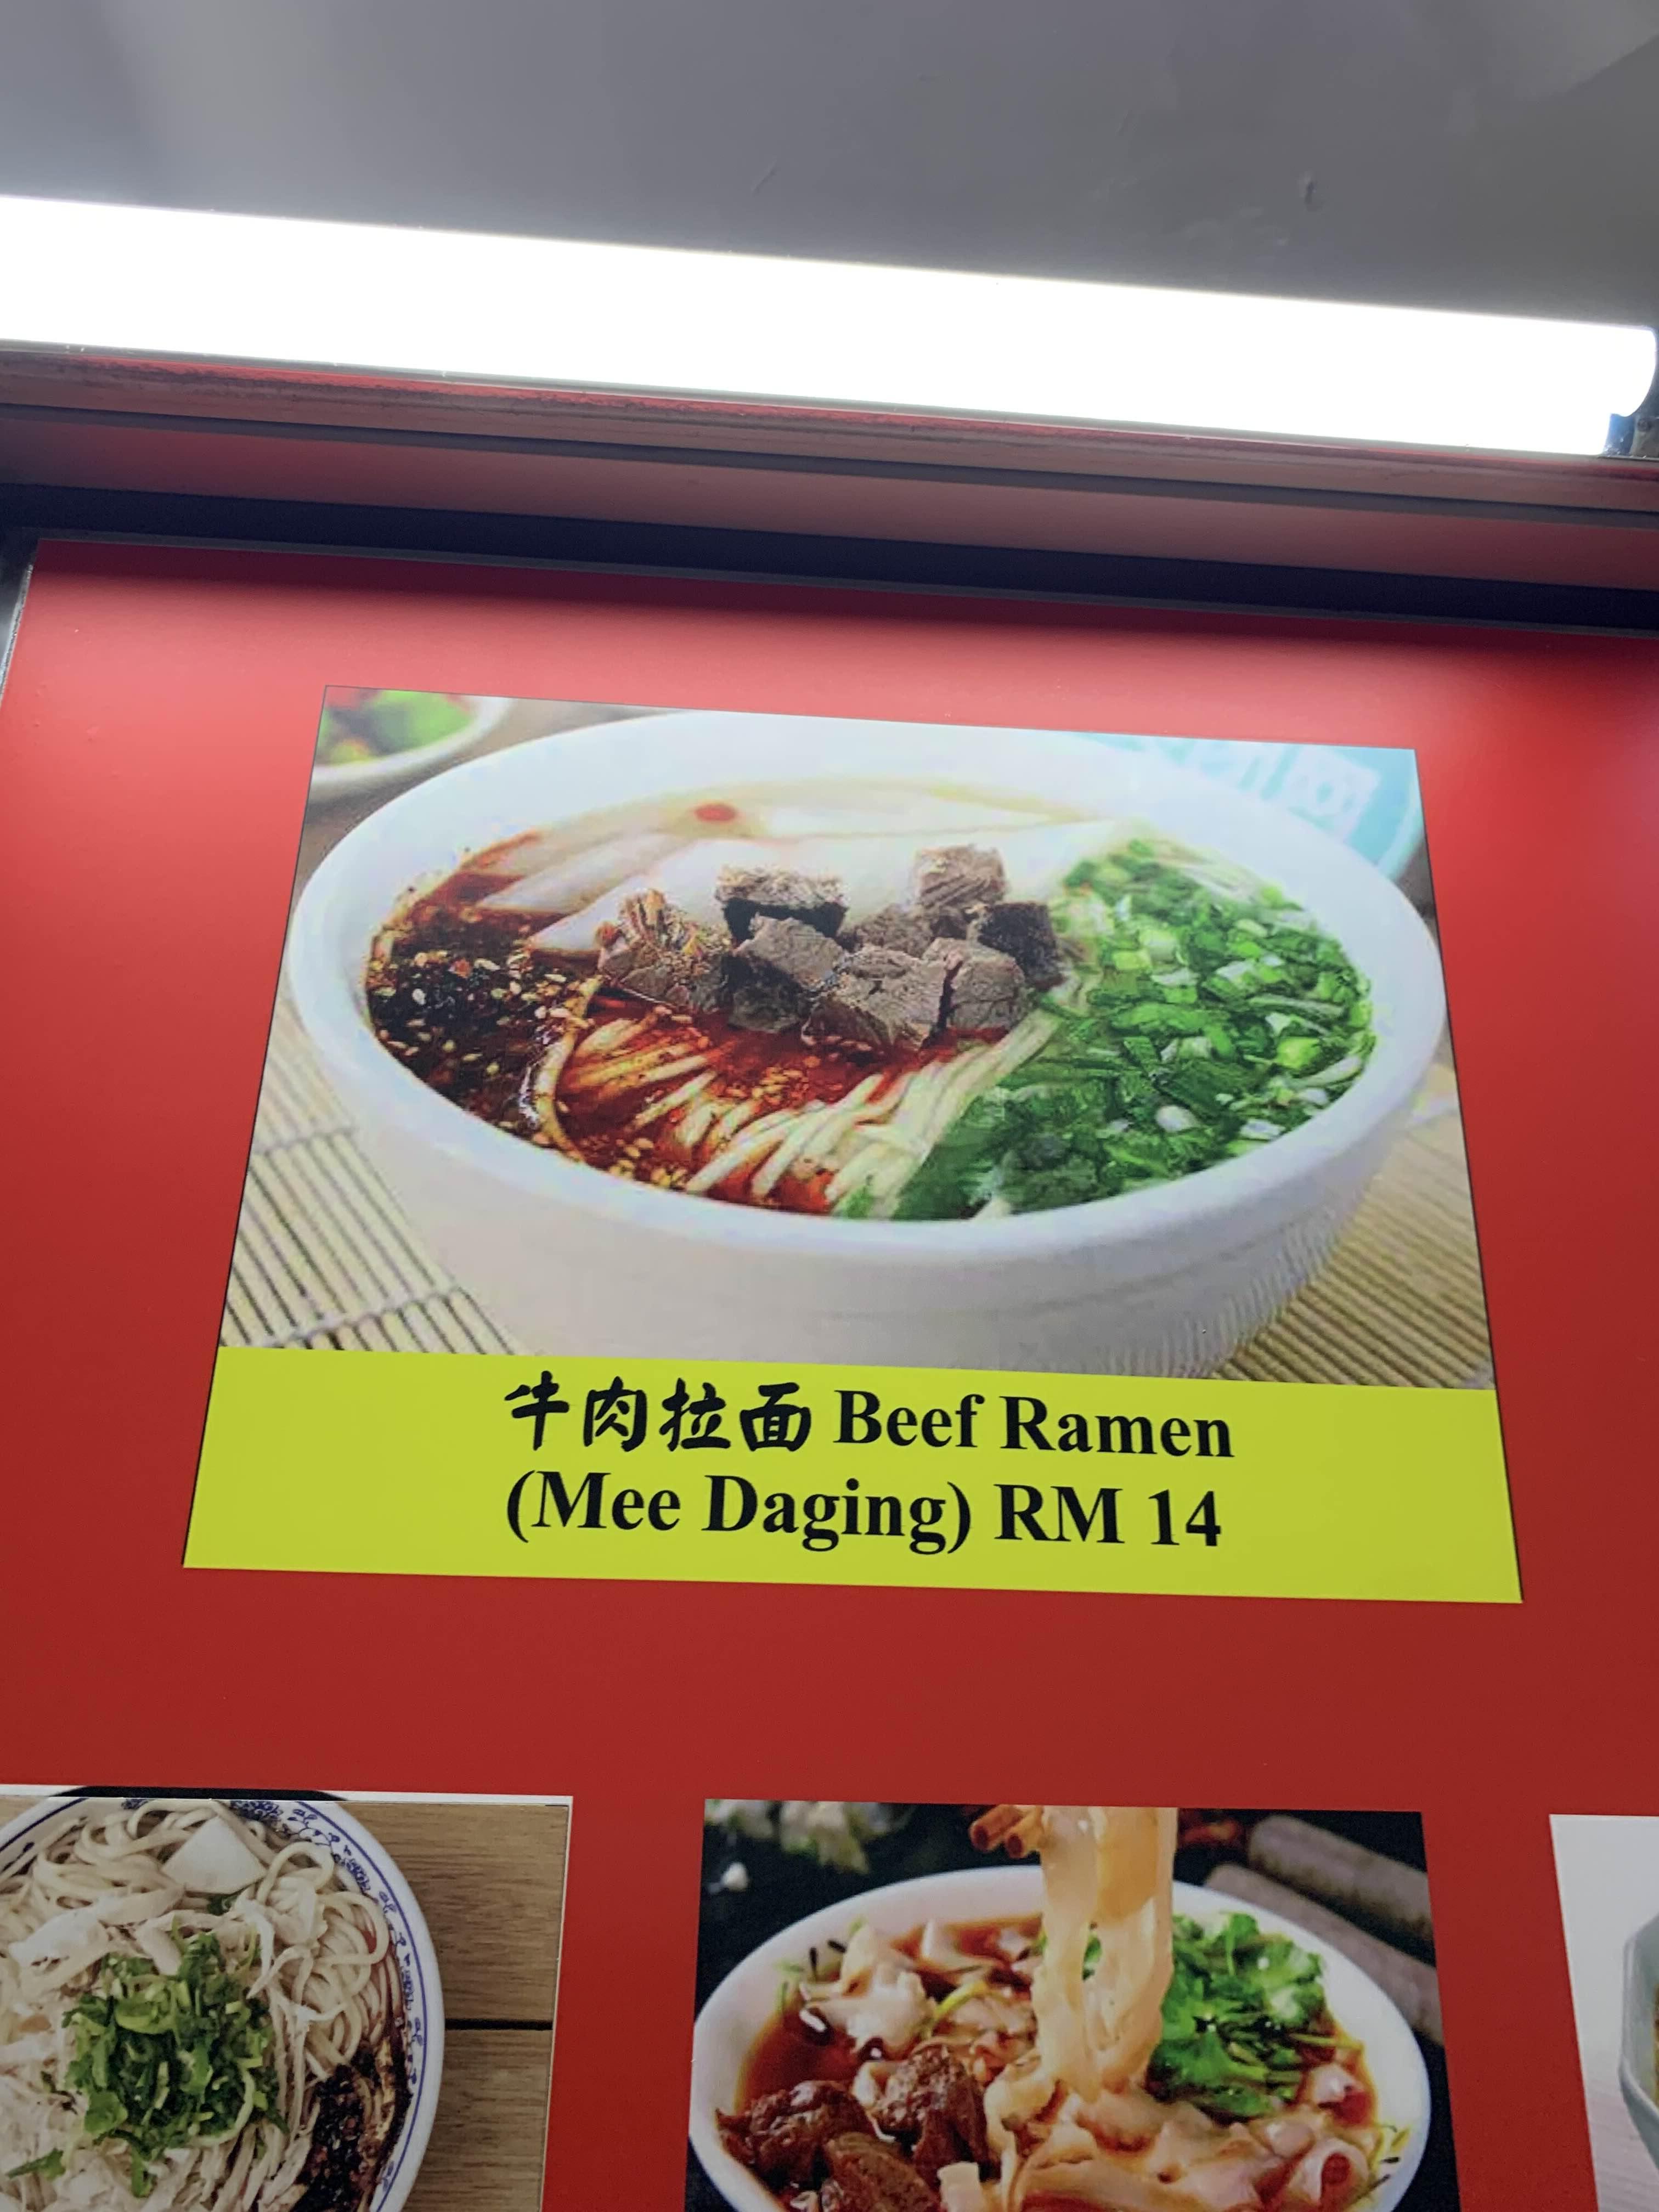 牛肉拉面 Beef Ramen
(Mee Daging) RM 14